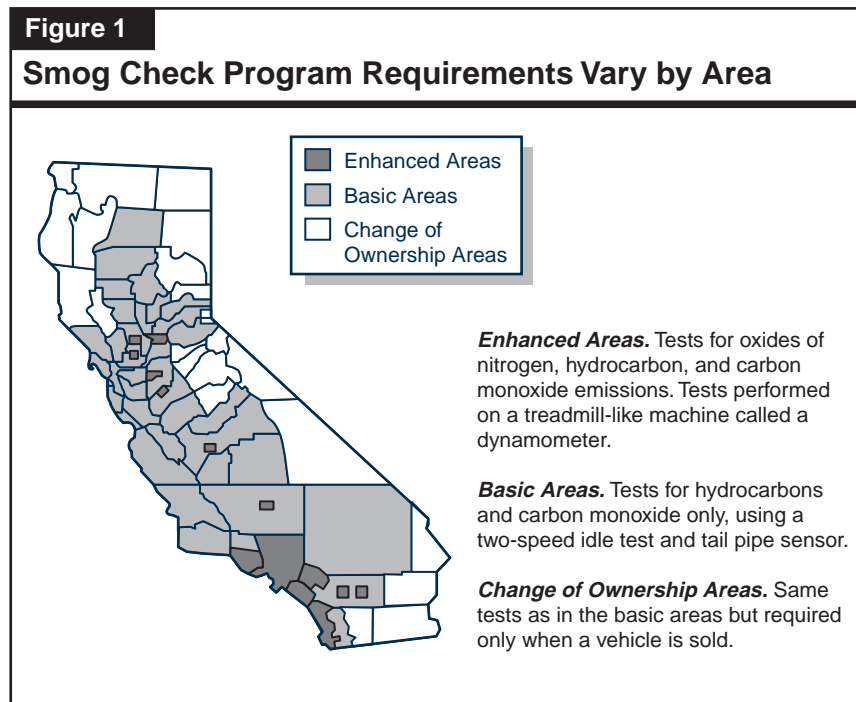 Figure 1
Smog Check Program Requirements Vary by Area
Enhanced Areas
Basic Areas
Change of
Ownership Areas
Enhanced Areas. Tests for oxides of
nitrogen, hydrocarbon, and carbon
monoxide emissions. Tests performed
on a treadmill-like machine called a
dynamometer.
Basic Areas. Tests for hydrocarbons
and carbon monoxide only, using a
two-speed idle test and tail pipe sensor.
Change of Ownership Areas. Same
tests as in the basic areas but required
only when a vehicle is sold.